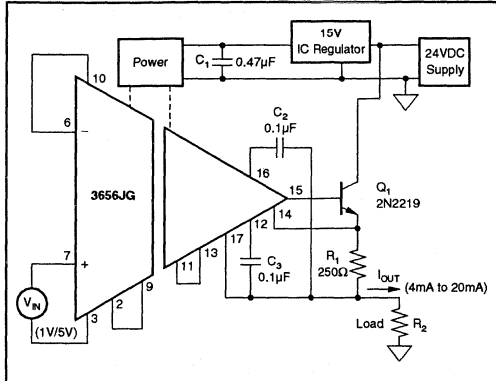 15V
IC Regulator
24VDC
Supply
Power
C₁
0.47µF
10
6
−
3656JG
7
+
V_IN
(1V/5V)
3
2
9
C₂
0.1µF
16
15
14
12
17
13
11
C₃
0.1µF
Q₁
2N2219
R₁
250Ω
I_OUT
(4mA to 20mA)
Load
R₂